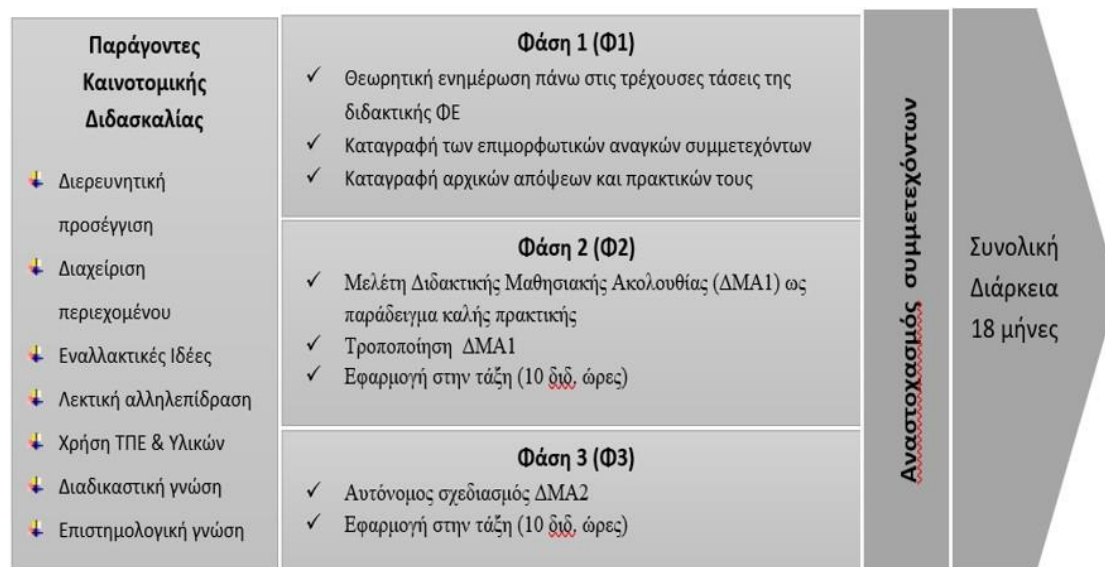 Παράγοντες
Καινοτομικής
Διδασκαλίας
Διερευνητική
προσέγγιση
Διαχείριση
περιεχομένου
Εναλλακτικές Ιδέες
Λεκτική αλληλεπίδραση
Χρήση ΤΠΕ & Υλικών
Διαδικαστική γνώση
Επιστημολογική γνώση
Φάση 1 (Φ1)
✓ Θεωρητική ενημέρωση πάνω στις τρέχουσες τάσεις της
διδακτικής ΦΕ
✓ Καταγραφή των επιμορφωτικών αναγκών συμμετεχόντων
✓ Καταγραφή αρχικών απόψεων και πρακτικών τους
Φάση 2 (Φ2)
✓ Μελέτη Διδακτικής Μαθησιακής Ακολουθίας (ΔΜΑ1) ως
παράδειγμα καλής πρακτικής
✓ Τροποποίηση ΔΜΑ1
✓ Εφαρμογή στην τάξη (10 διδ. ώρες)
Φάση 3 (Φ3)
✓ Αυτόνομος σχεδιασμός ΔΜΑ2
✓ Εφαρμογή στην τάξη (10 διδ. ώρες)
Αναστοχασμός συμμετεχόντων
Συνολική
Διάρκεια
18 μήνες